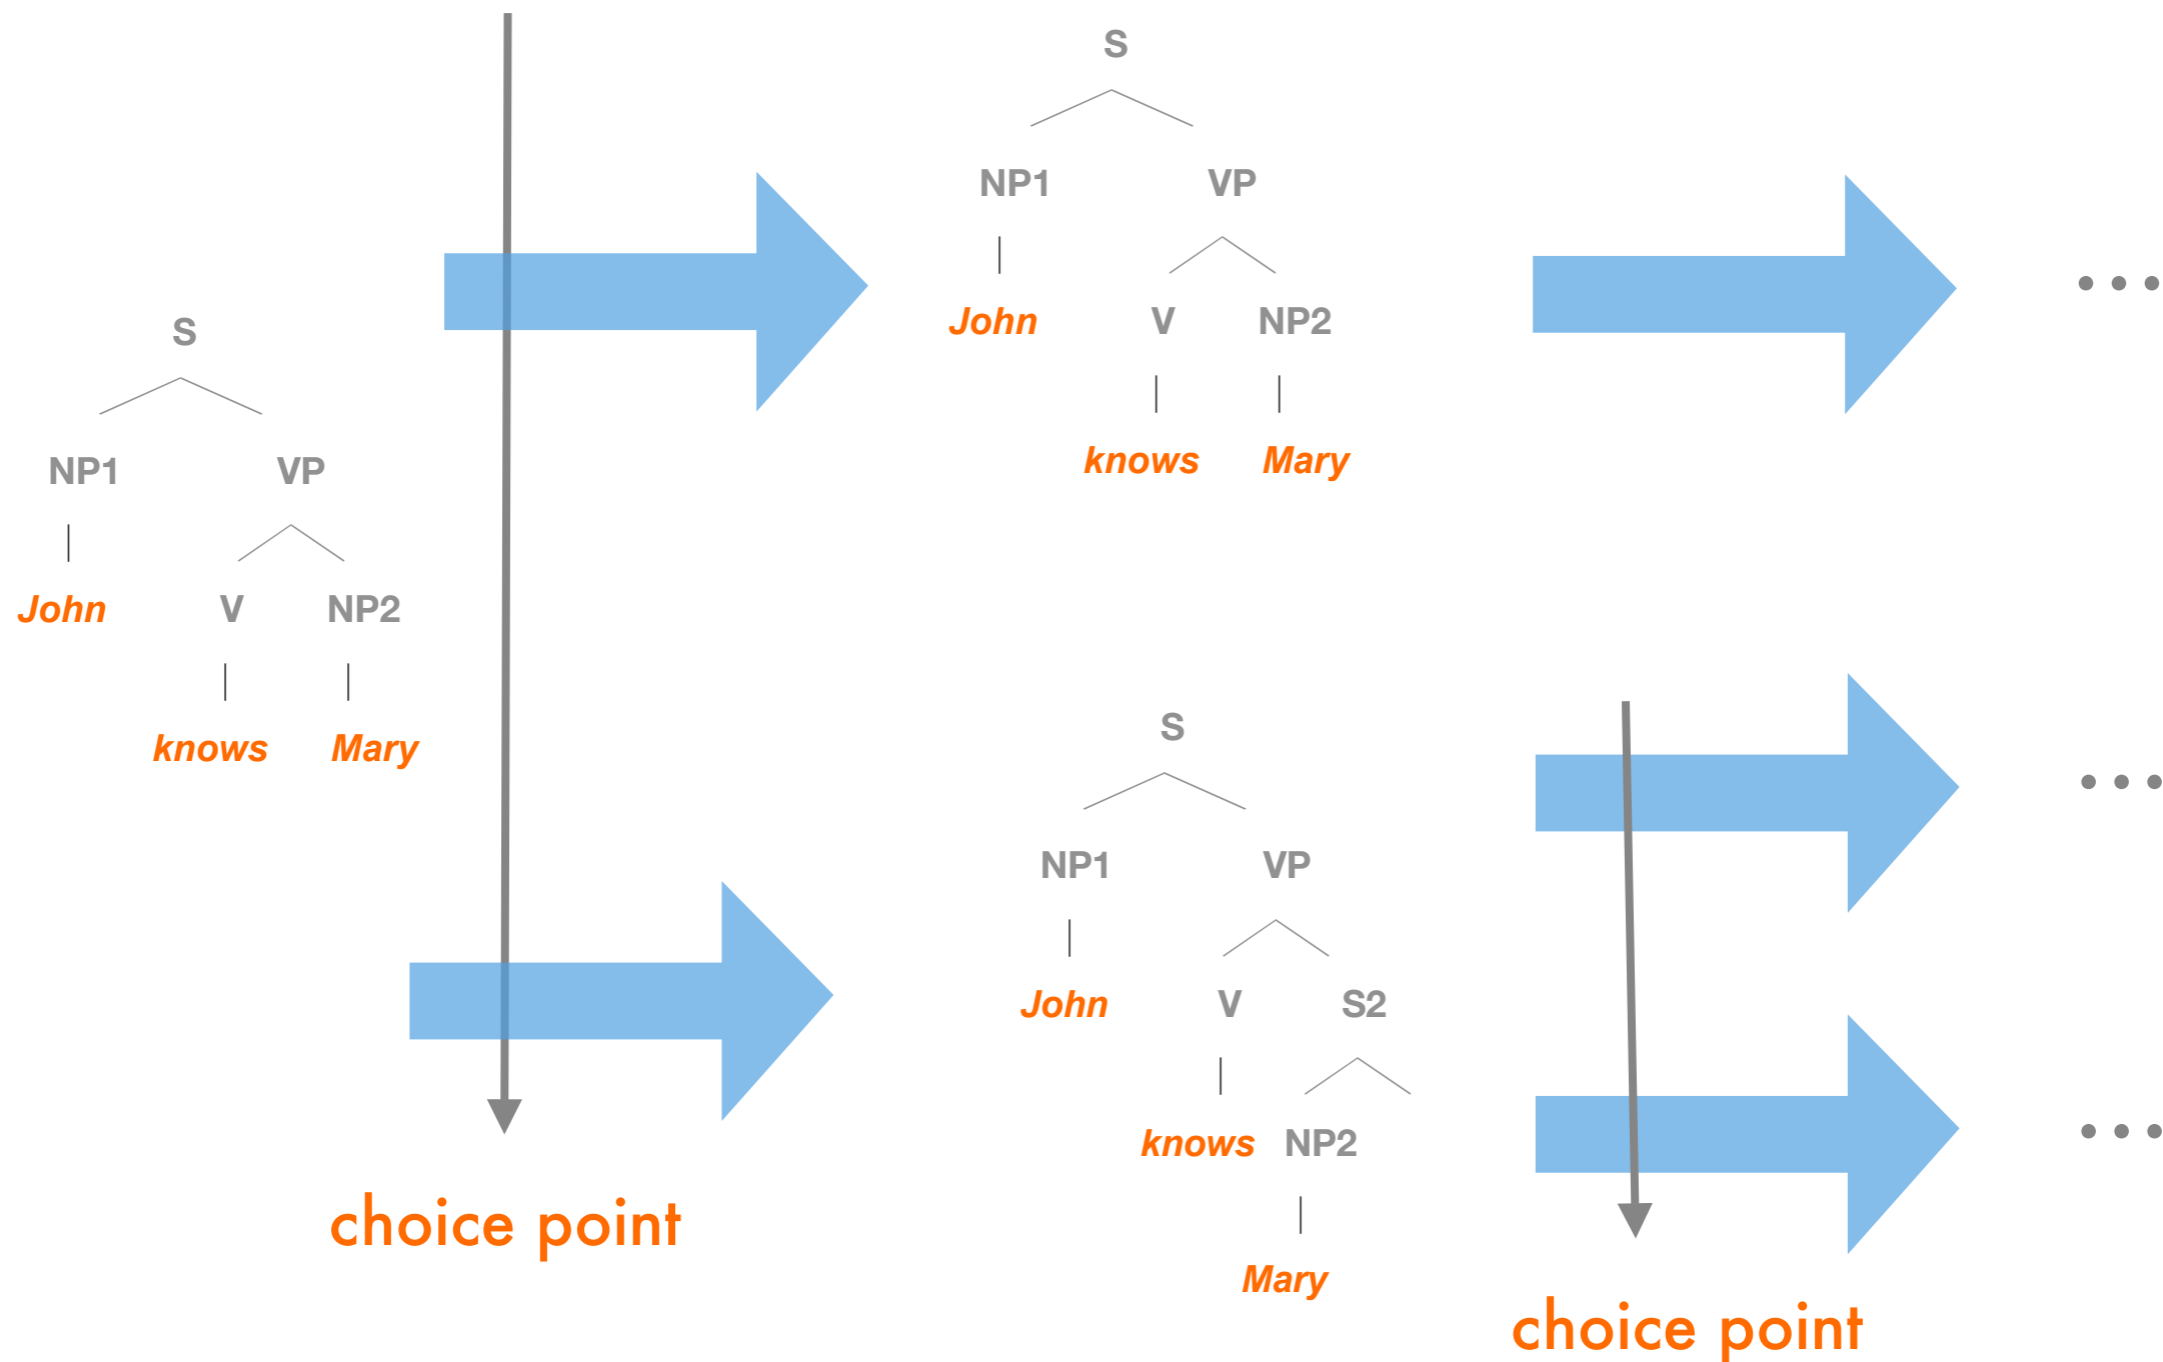 S
NP1 VP
John V NP2
knows Mary
S
NP1 VP
John V NP2
knows Mary
...
S
NP1 VP
John V S2
knows NP2
Mary
...
...
choice point
choice point